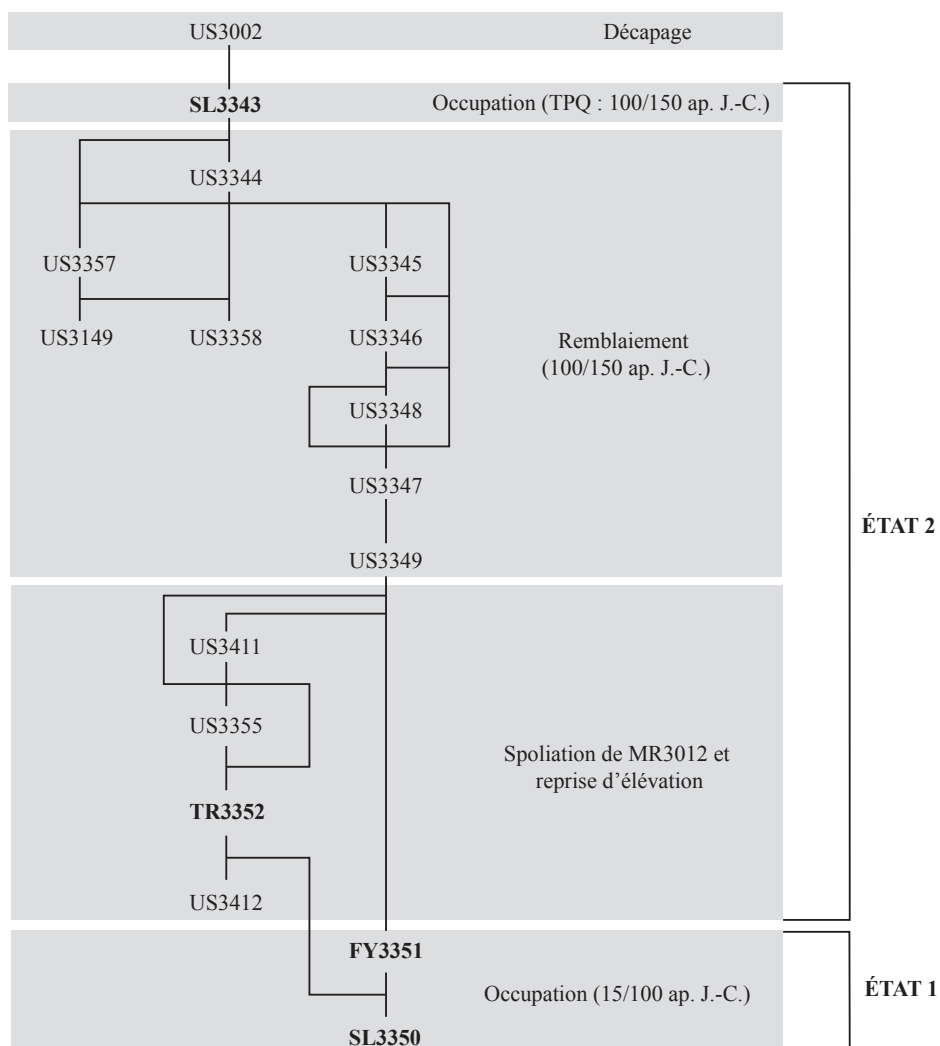 US3002 Décapage
SL3343 Occupation (TPQ : 100/150 ap. J.-C.)
US3344
US3357 US3345
US3149 US3358 US3346 Remblaiement
(100/150 ap. J.-C.)
US3348
US3347
ÉTAT 2
US3349
US3411
US3355
Spoliation de MR3012 et
reprise d’élévation
TR3352
US3412
FY3351
Occupation (15/100 ap. J.-C.) ÉTAT 1
SL3350